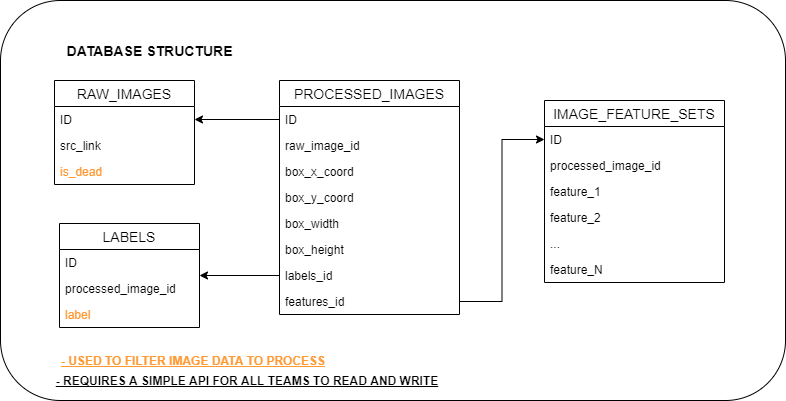 DATABASE STRUCTURE
RAW_IMAGES
ID
src_link
is_dead
PROCESSED_IMAGES
ID
raw_image_id
box_x_coord
box_y_coord
box_width
box_height
labels_id
features_id
IMAGE_FEATURE_SETS
ID
processed_image_id
feature_1
feature_2
...
feature_N
LABELS
ID
processed_image_id
label
- USED TO FILTER IMAGE DATA TO PROCESS
- REQUIRES A SIMPLE API FOR ALL TEAMS TO READ AND WRITE